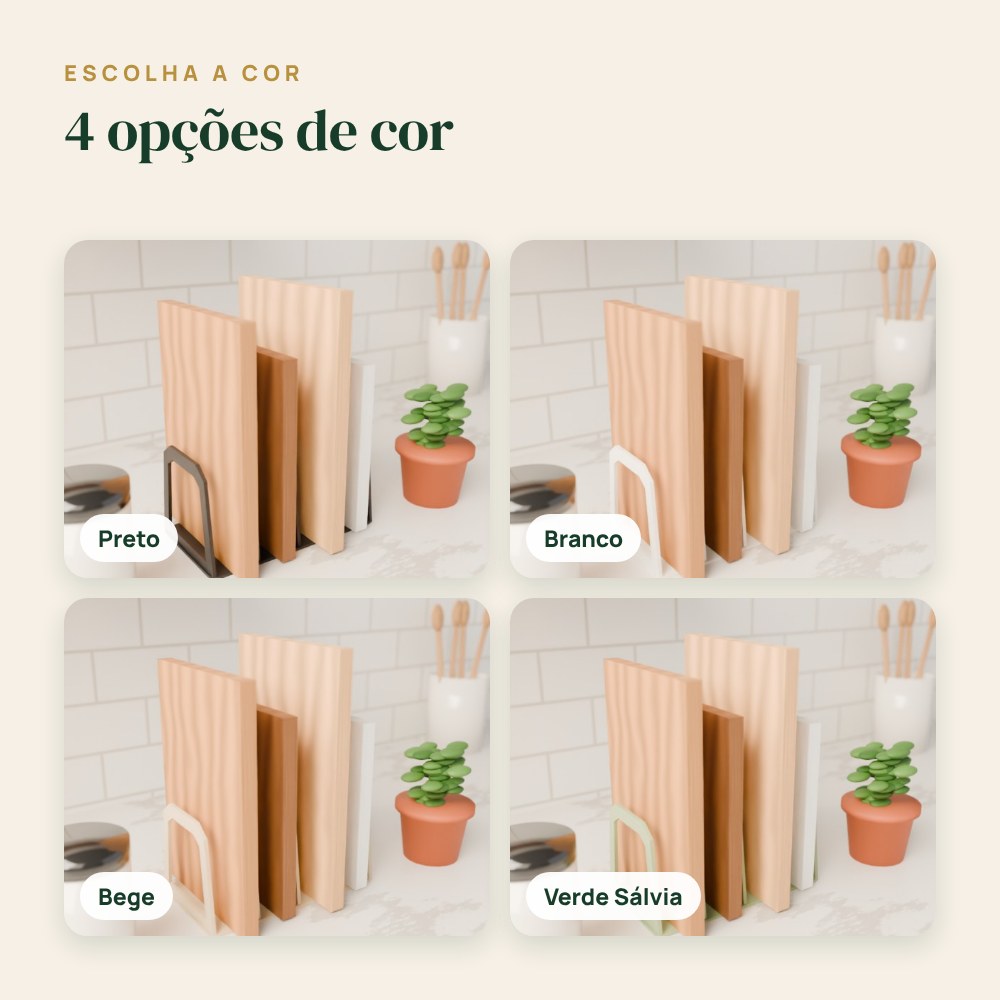 ESCOLHA A COR
4 opções de cor
Preto
Branco
Bege
Verde Sálvia